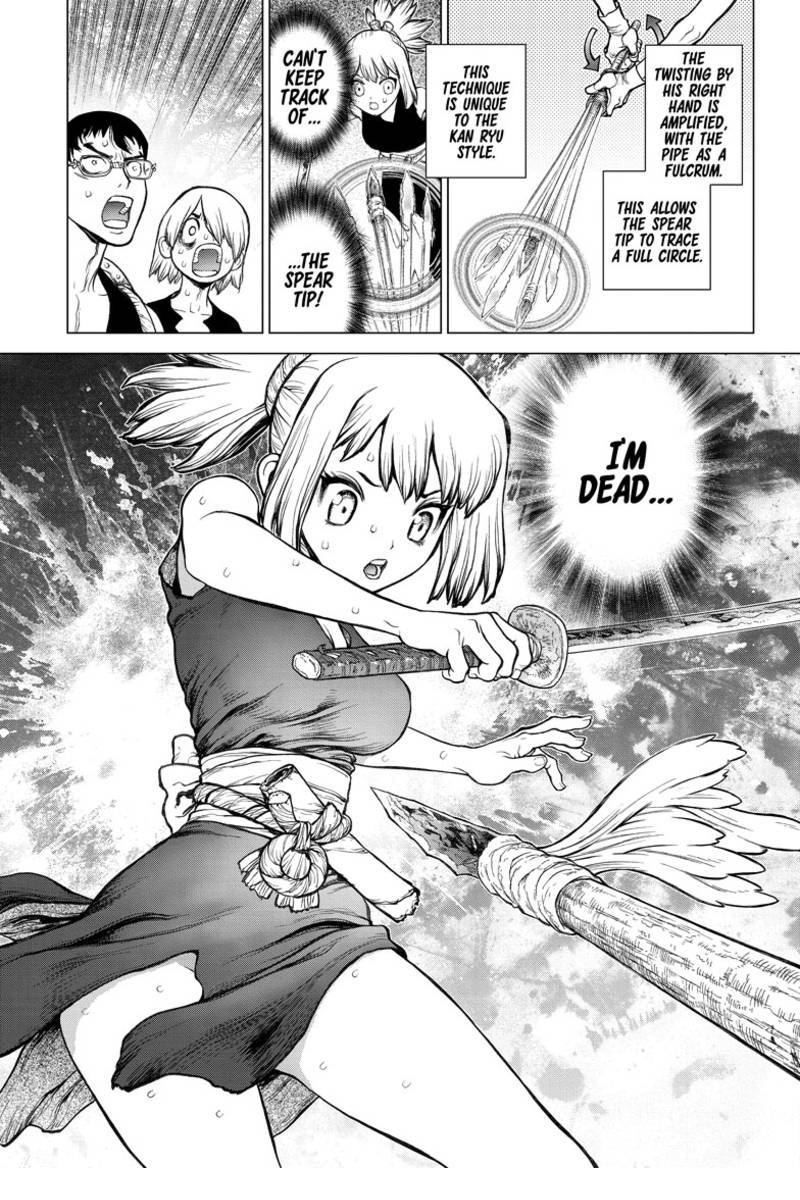 THE
TWISTING BY
HIS RIGHT
HAND IS
AMPLIFIED,
WITH THE
PIPE AS A
FULCRUM.
THIS ALLOWS
THE SPEAR
TIP TO TRACE
A FULL CIRCLE.
THIS
TECHNIQUE
IS UNIQUE
TO THE
KAN RYU
STYLE.
CAN'T
KEEP
TRACK
OF...
...THE
SPEAR
TIP!
I'M
DEAD...